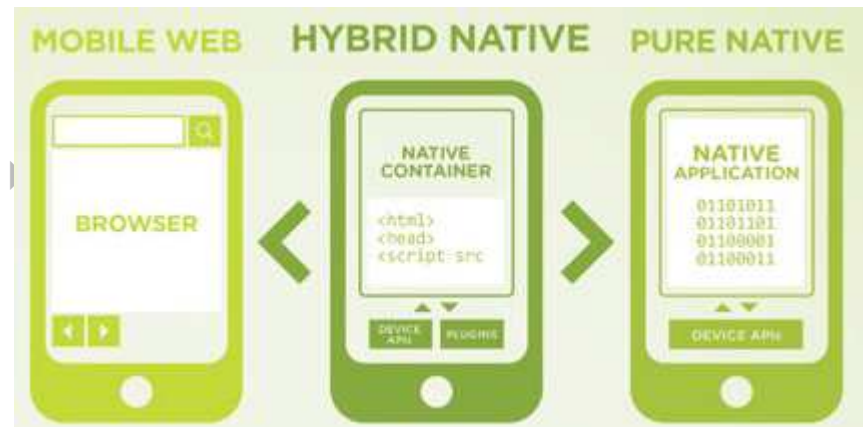 MOBILE WEB
HYBRID NATIVE
PURE NATIVE
BROWSER
NATIVE
CONTAINER
<html>
<head>
<script src
DEVICE
APIs
PLUGINS
NATIVE
APPLICATION
01101011
01101101
01100001
01100011
DEVICE APIs